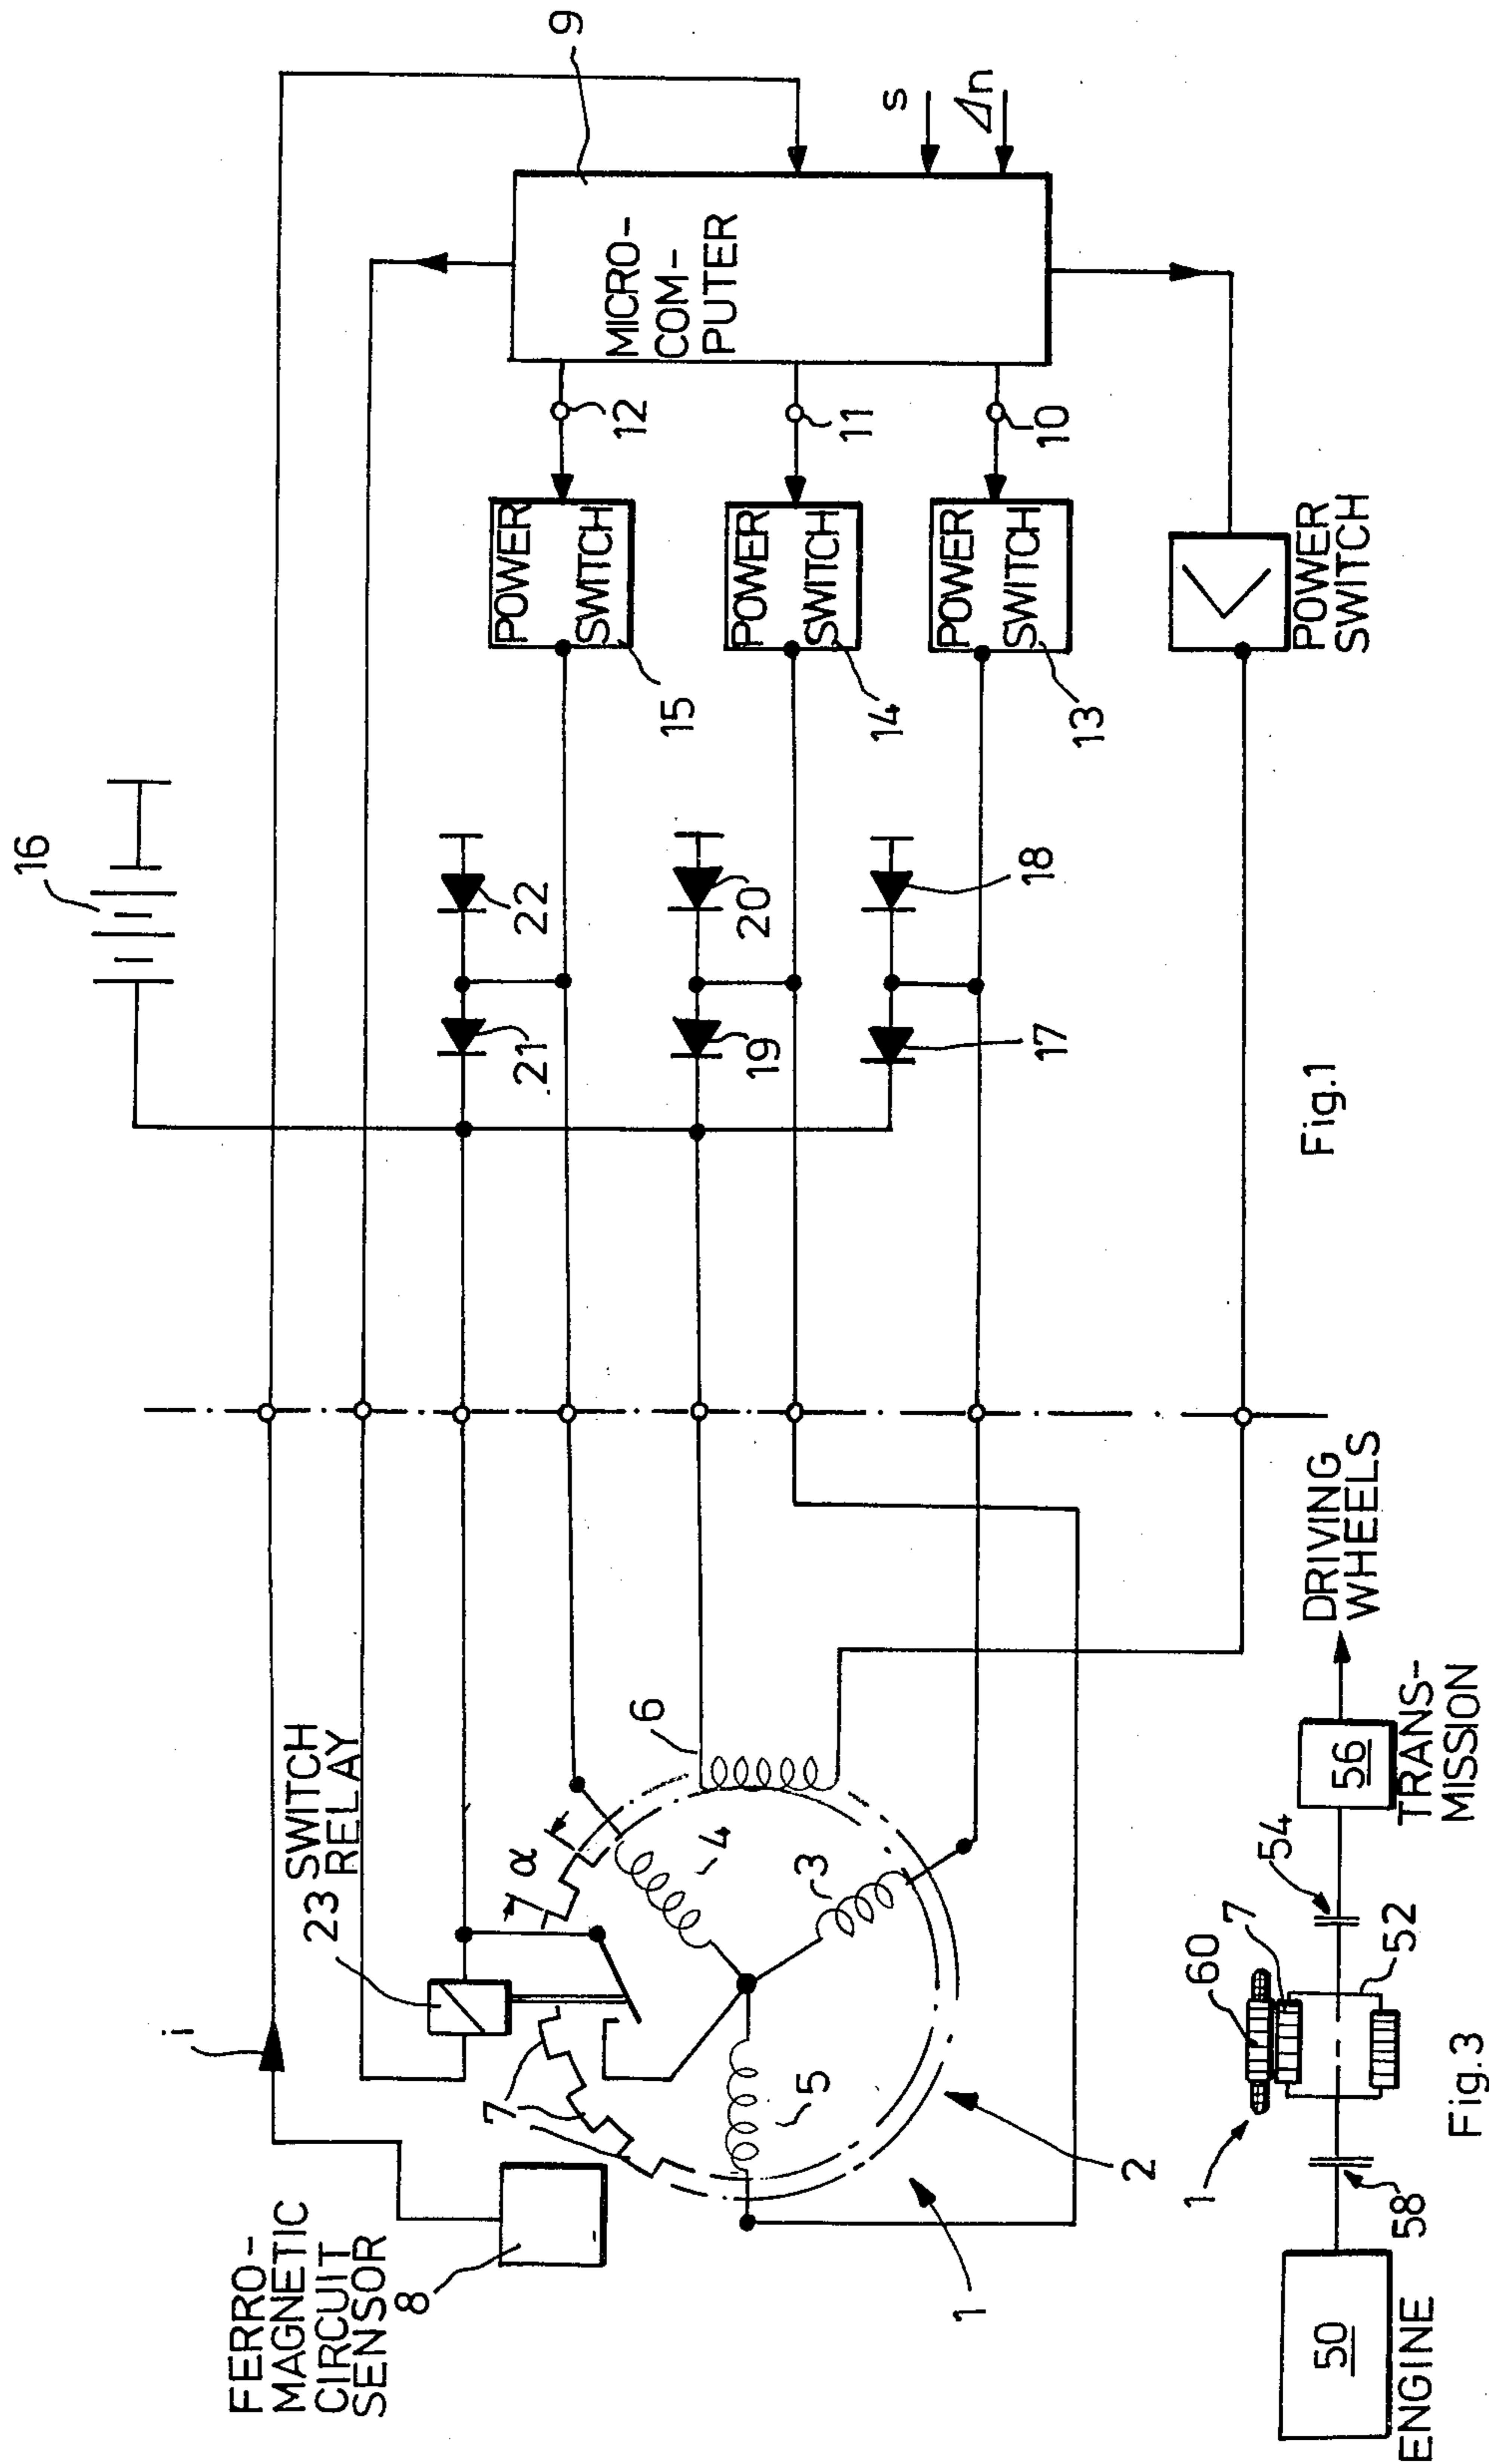 16
9
22
21
20
19
18
17
15
14
13
12
11
10
POWER
SWITCH
POWER
SWITCH
POWER
SWITCH
POWER
SWITCH
MICRO-
COM-
PUTER
s
Δn
Fig.1
FERRO-
MAGNETIC
CIRCUIT
SENSOR
8
i
23
SWITCH
RELAY
α
7
6
4
3
5
2
1
ENGINE
50
58
1
60
7
52
54
56
TRANS-
MISSION
DRIVING
WHEELS
Fig.3